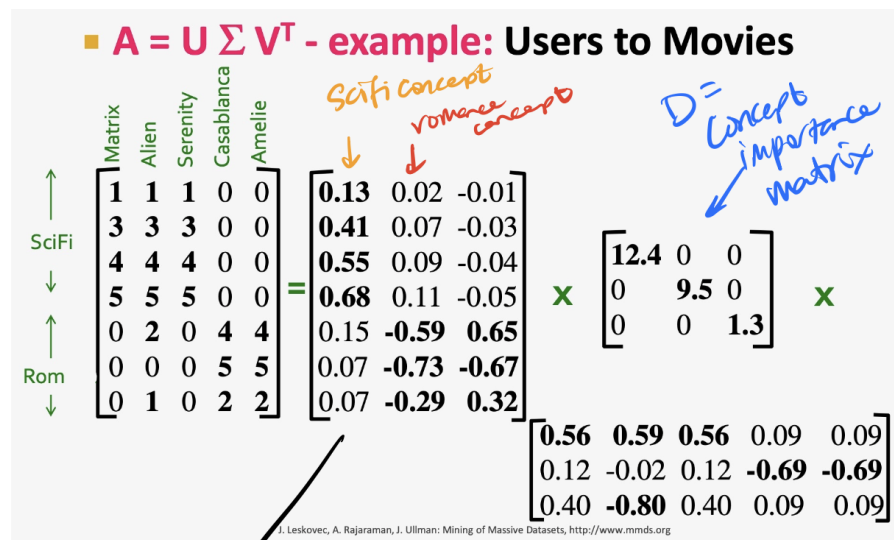 ▪ A = U Σ Vᵀ - example: Users to Movies
Scifi concept
romance
concept
D =
concept
importance
matrix
Matrix
Alien
Serenity
Casablanca
Amelie
SciFi
Rom
1 1 1 0 0
3 3 3 0 0
4 4 4 0 0
5 5 5 0 0
0 2 0 4 4
0 0 0 5 5
0 1 0 2 2
=
0.13 0.02 -0.01
0.41 0.07 -0.03
0.55 0.09 -0.04
0.68 0.11 -0.05
0.15 -0.59 0.65
0.07 -0.73 -0.67
0.07 -0.29 0.32
x
12.4 0 0
0 9.5 0
0 0 1.3
x
0.56 0.59 0.56 0.09 0.09
0.12 -0.02 0.12 -0.69 -0.69
0.40 -0.80 0.40 0.09 0.09
J. Leskovec, A. Rajaraman, J. Ullman: Mining of Massive Datasets, http://www.mmds.org